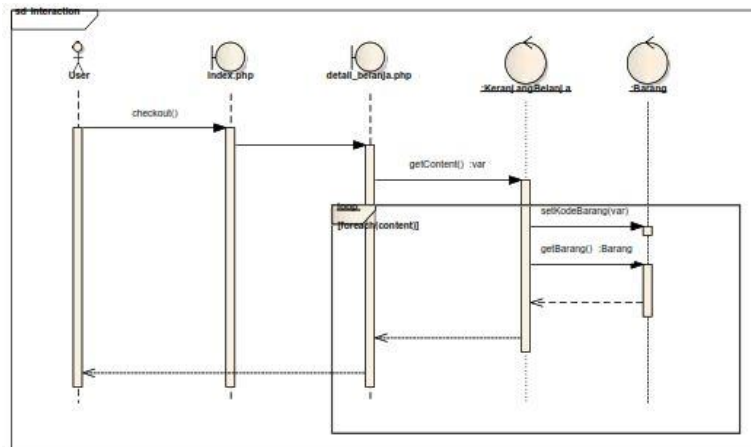 sd interaction
User
index.php
detail_belanja.php
:KeranjangBelanja
:Barang
checkout()
getContent() :var
loop
[foreach(content)]
setKodeBarang(var)
getBarang() :Barang